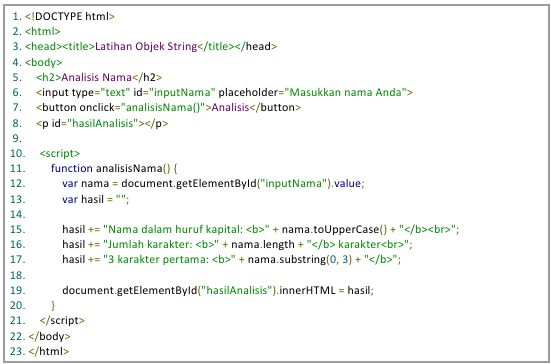 1. <!DOCTYPE html>
2. <html>
3. <head><title>Latihan Objek String</title></head>
4. <body>
5. <h2>Analisis Nama</h2>
6. <input type="text" id="inputNama" placeholder="Masukkan nama Anda">
7. <button onclick="analisisNama()">Analisis</button>
8. <p id="hasilAnalisis"></p>
9.
10. <script>
11. function analisisNama() {
12. var nama = document.getElementById("inputNama").value;
13. var hasil = "";
14.
15. hasil += "Nama dalam huruf kapital: <b>" + nama.toUpperCase() + "</b><br>";
16. hasil += "Jumlah karakter: <b>" + nama.length + "</b> karakter<br>";
17. hasil += "3 karakter pertama: <b>" + nama.substring(0, 3) + "</b>";
18.
19. document.getElementById("hasilAnalisis").innerHTML = hasil;
20. }
21. </script>
22. </body>
23. </html>